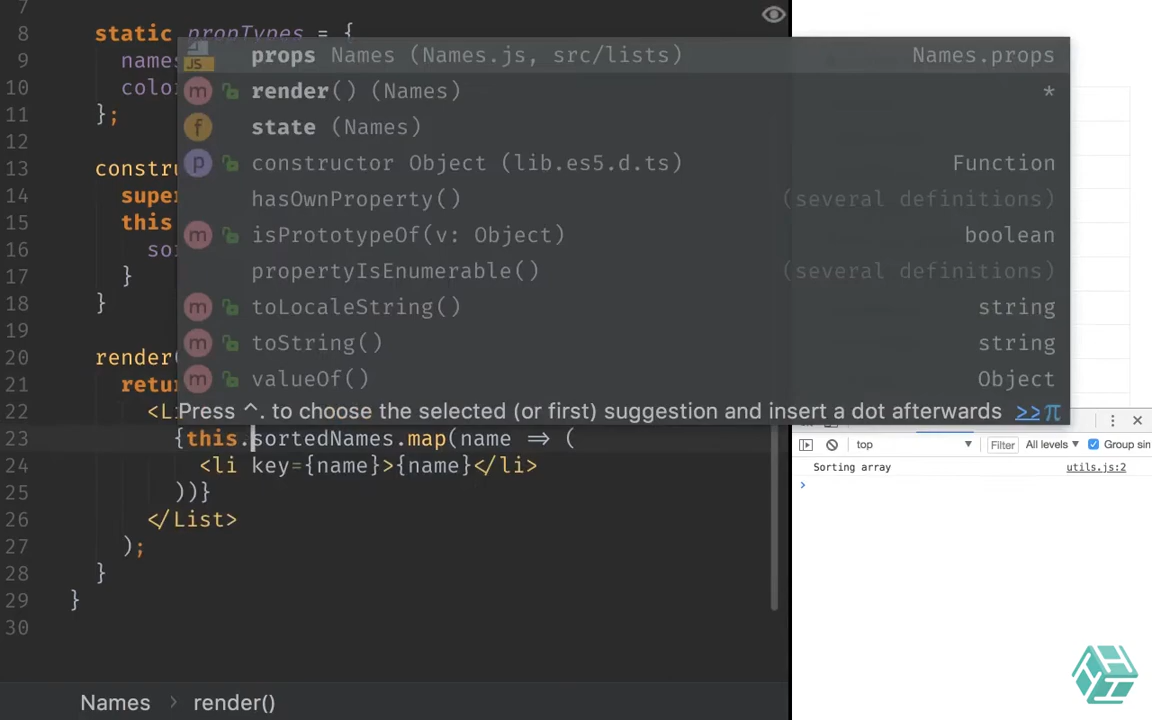 7
8 static propTypes = {
9 names
10 colo
11 };
12
13 constru
14 supe
15 this
16 so
17 }
18 }
19
20 render(
21 retu
22 <Li
23 {this.sortedNames.map(name => (
24 <li key={name}>{name}</li>
25 ))}
26 </List>
27 );
28 }
29 }
30
props Names (Names.js, src/lists) Names.props
JS
m render() (Names) *
f state (Names)
p constructor Object (lib.es5.d.ts) Function
hasOwnProperty() (several definitions)
m isPrototypeOf(v: Object) boolean
propertyIsEnumerable() (several definitions)
m toLocaleString() string
m toString() string
m valueOf() Object
Press ^. to choose the selected (or first) suggestion and insert a dot afterwards >> π
Names > render()
top ▼ Filter All levels ▼ Group sin
Sorting array utils.js:2
>